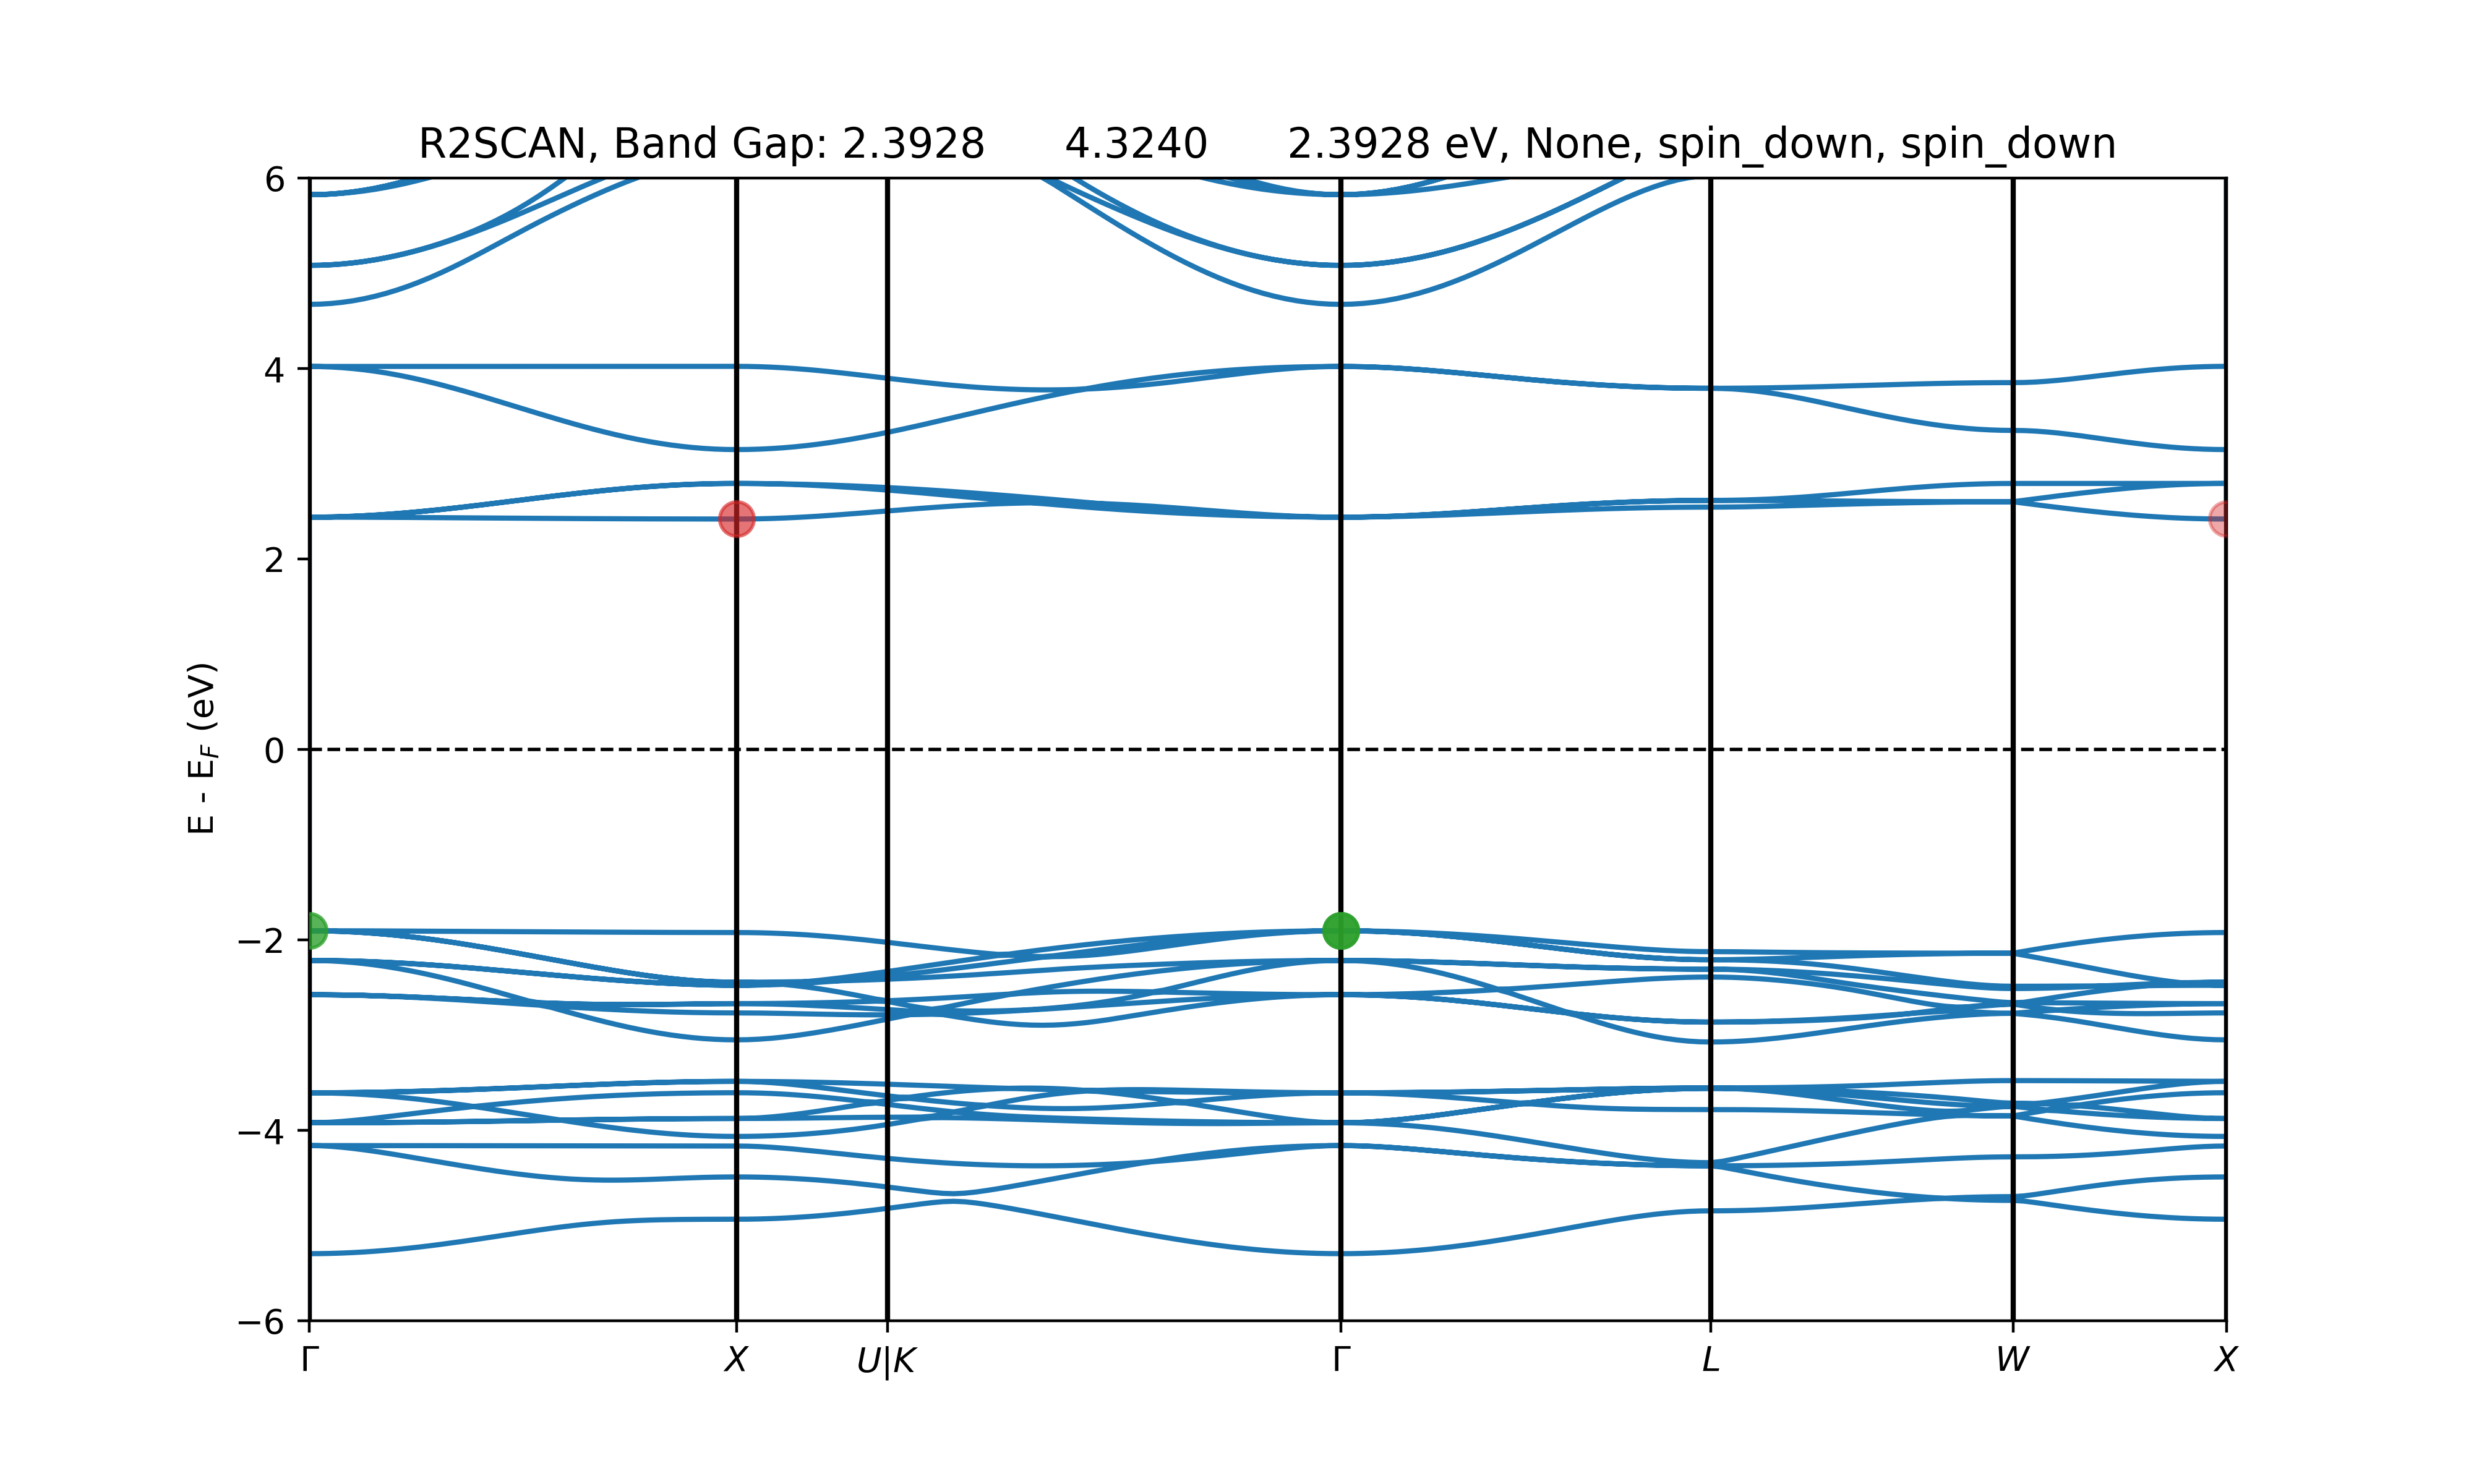 R2SCAN, Band Gap: 2.3928 4.3240 2.3928 eV, None, spin_down, spin_down
E - E_F (eV)
6
4
2
0
−2
−4
−6
Γ X U|K Γ L W X